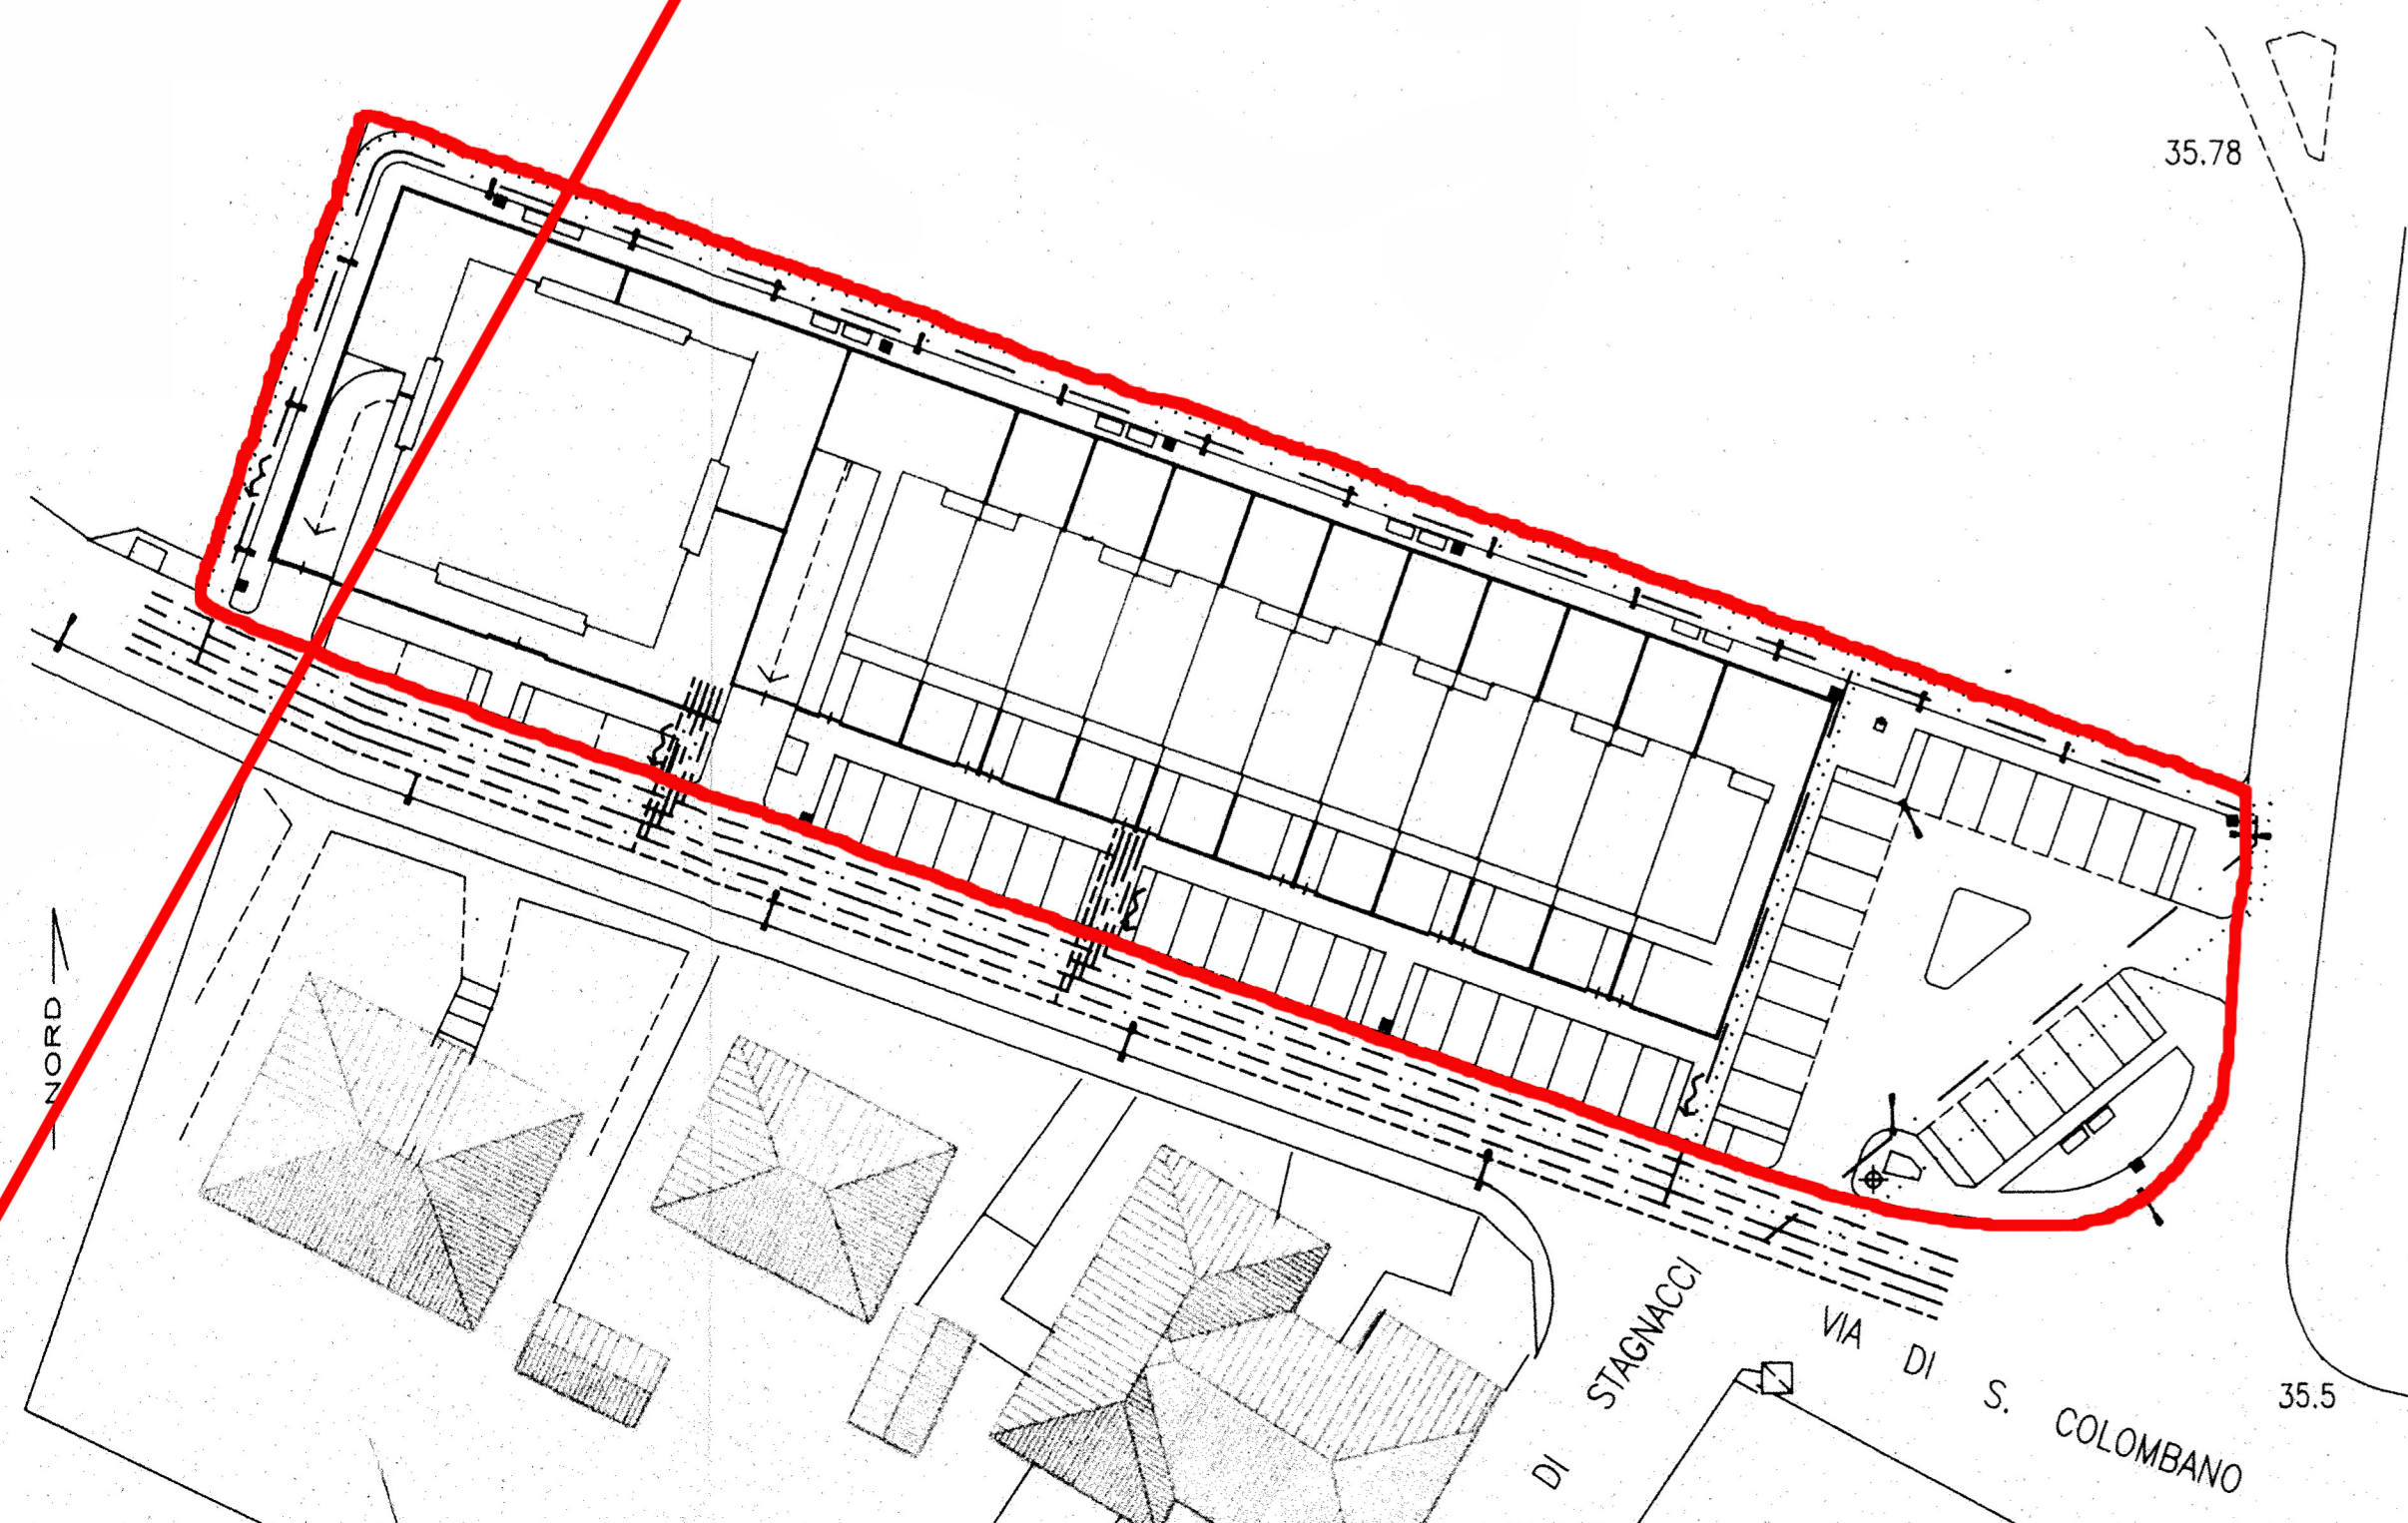 35.78
NORD
DI STAGNACCI
VIA DI S. COLOMBANO
35.5